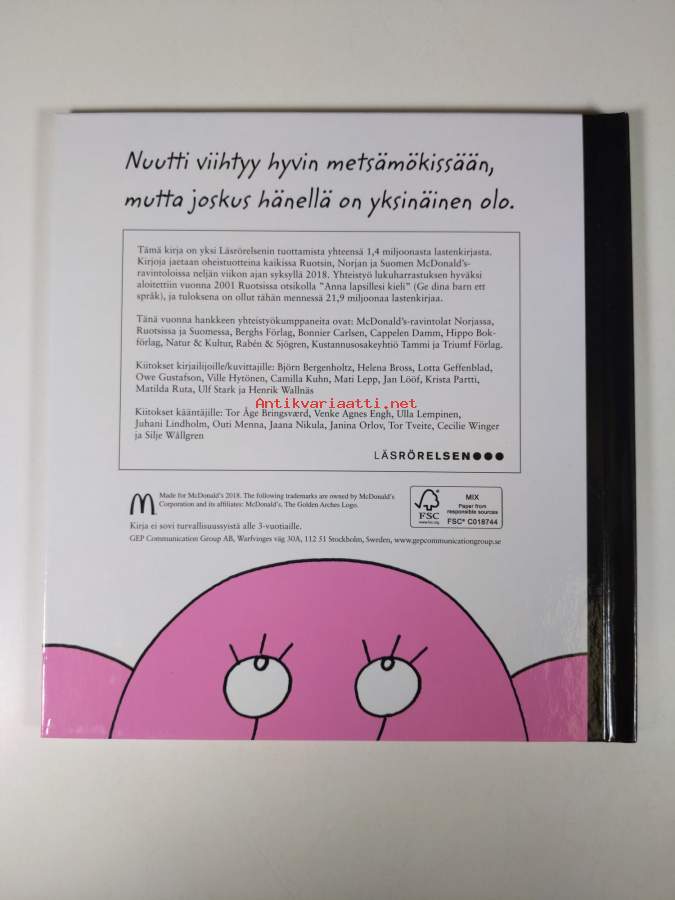 Nuutti viihtyy hyvin metsämökissään,
mutta joskus hänellä on yksinäinen olo.
Tämä kirja on yksi Läsrörelsenin tuottamista yhteensä 1,4 miljoonasta lastenkirjasta.
Kirjoja jaetaan oheistuotteina kaikissa Ruotsin, Norjan ja Suomen McDonald's-
ravintoloissa neljän viikon ajan syksyllä 2018. Yhteistyö lukuharrastuksen hyväksi
aloitettiin vuonna 2001 Ruotsissa otsikolla "Anna lapsillesi kieli" (Ge dina barn ett
språk), ja tuloksena on ollut tähän mennessä 21,9 miljoonaa lastenkirjaa.
Tänä vuonna hankkeen yhteistyökumppaneita ovat: McDonald's-ravintolat Norjassa,
Ruotsissa ja Suomessa, Berghs Förlag, Bonnier Carlsen, Cappelen Damm, Hippo Bok-
förlag, Natur & Kultur, Rabén & Sjögren, Kustannusosakeyhtiö Tammi ja Triumf Förlag.
Kiitokset kirjailijoille/kuvittajille: Björn Bergenholtz, Helena Bross, Lotta Geffenblad,
Owe Gustafson, Ville Hytönen, Camilla Kuhn, Mati Lepp, Jan Lööf, Krista Partti,
Matilda Ruta, Ulf Stark ja Henrik Wallnäs
Antikvariaatti.net
Kiitokset kääntäjille: Tor Åge Bringsværd, Venke Agnes Engh, Ulla Lempinen,
Juhani Lindholm, Outi Menna, Jaana Nikula, Janina Orlov, Tor Tveite, Cecilie Winger
ja Silje Wållgren
LÄSRÖRELSEN
Made for McDonald's 2018. The following trademarks are owned by McDonald's
Corporation and its affiliates: McDonald's, The Golden Arches Logo.
Kirja ei sovi turvallisuussyistä alle 3-vuotiaille.
GEP Communication Group AB, Warfvinges väg 30A, 112 51 Stockholm, Sweden, www.gepcommunicationgroup.se
FSC
www.fsc.org
MIX
Paper from
responsible sources
FSC® C018744